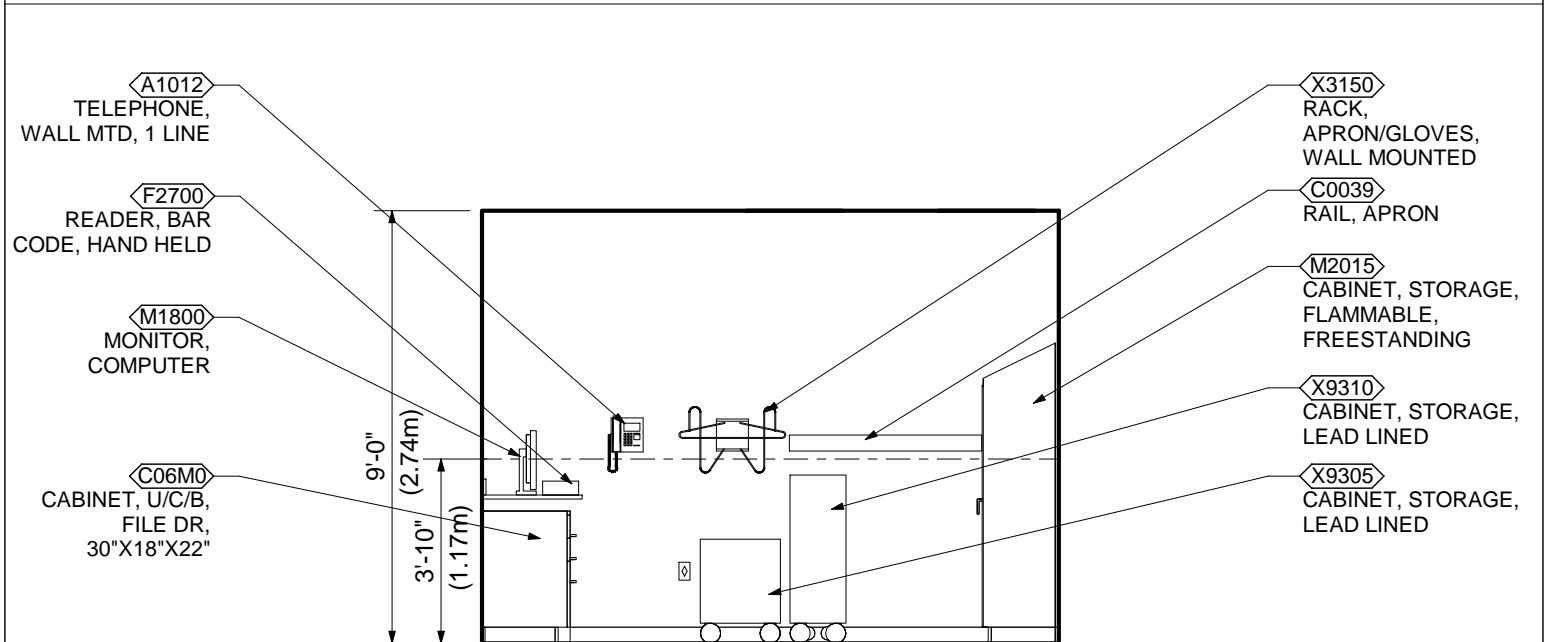 A1012
TELEPHONE,
WALL MTD, 1 LINE
F2700
READER, BAR
CODE, HAND HELD
M1800
MONITOR,
COMPUTER
C06M0
CABINET, U/C/B,
FILE DR,
30"X18"X22"
9'-0"
(2.74m)
3'-10"
(1.17m)
X3150
RACK,
APRON/GLOVES,
WALL MOUNTED
C0039
RAIL, APRON
M2015
CABINET, STORAGE,
FLAMMABLE,
FREESTANDING
X9310
CABINET, STORAGE,
LEAD LINED
X9305
CABINET, STORAGE,
LEAD LINED